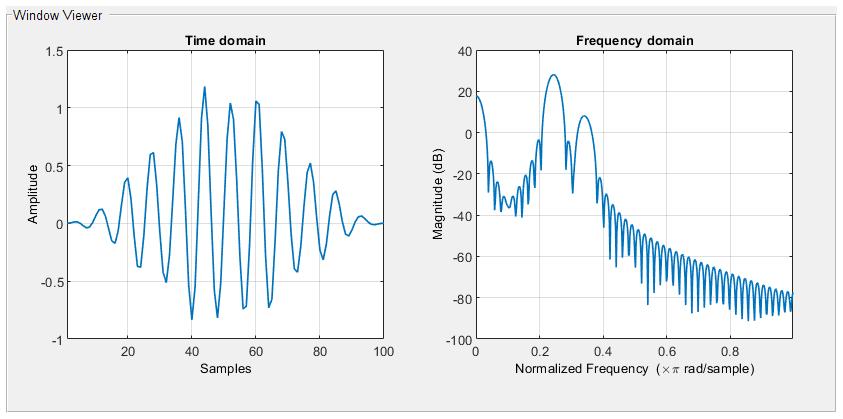 Window Viewer
Time domain
1.5
1
0.5
0
-0.5
-1
Amplitude
20 40 60 80 100
Samples
Frequency domain
40
20
0
-20
-40
-60
-80
-100
Magnitude (dB)
0 0.2 0.4 0.6 0.8
Normalized Frequency (×π rad/sample)